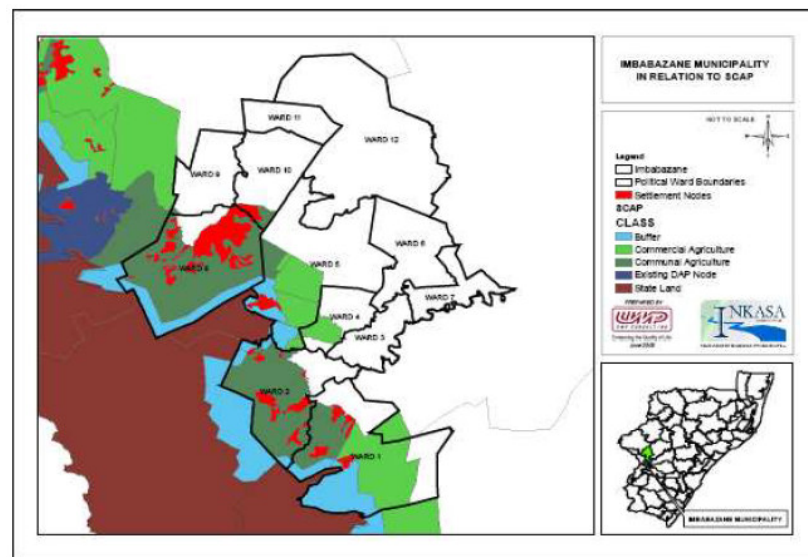 IMBABAZANE MUNICIPALITY
IN RELATION TO SCAP
NOT TO SCALE
N
Legend
Imbabazane
Political Ward Boundaries
Settlement Nodes
SCAP
CLASS
Buffer
Commercial Agriculture
Communal Agriculture
Existing DAP Node
State Land
PREPARED BY
INKASA
WARD 11
WARD 12
WARD 9
WARD 10
WARD 8
WARD 6
WARD 5
WARD 7
WARD 4
WARD 3
WARD 2
WARD 1
IMBABAZANE MUNICIPALITY